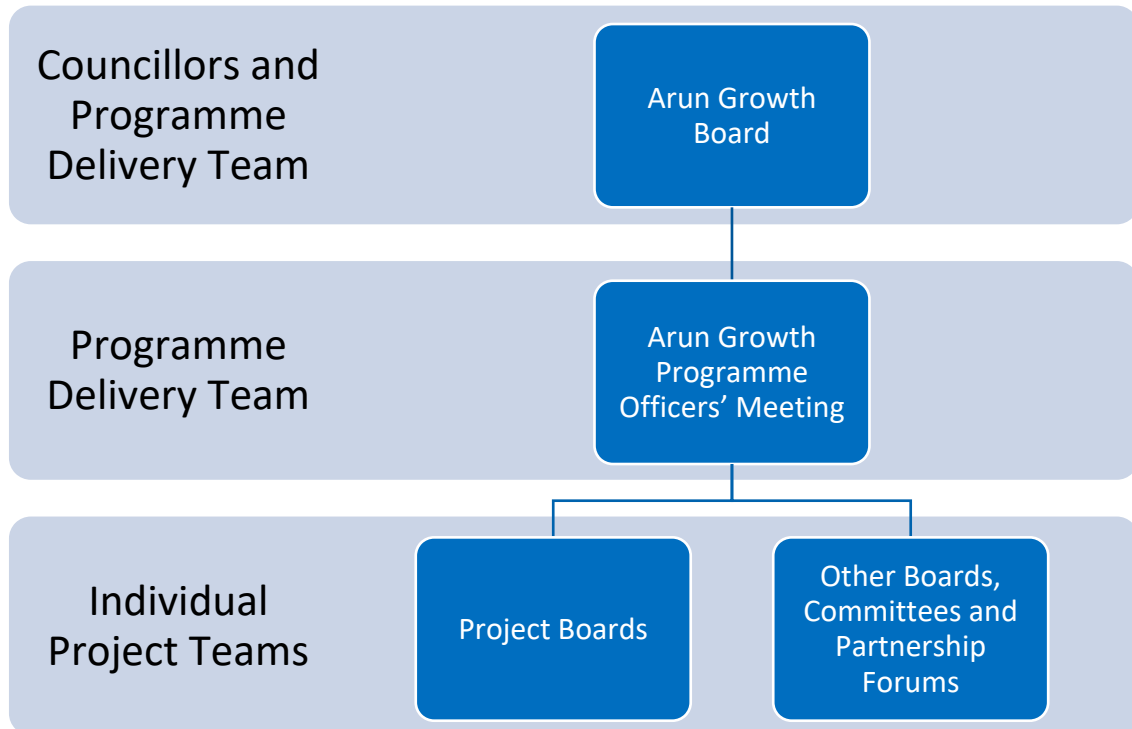 Councillors and
Programme
Delivery Team
Arun Growth
Board
Programme
Delivery Team
Arun Growth
Programme
Officers’ Meeting
Individual
Project Teams
Project Boards
Other Boards,
Committees and
Partnership
Forums